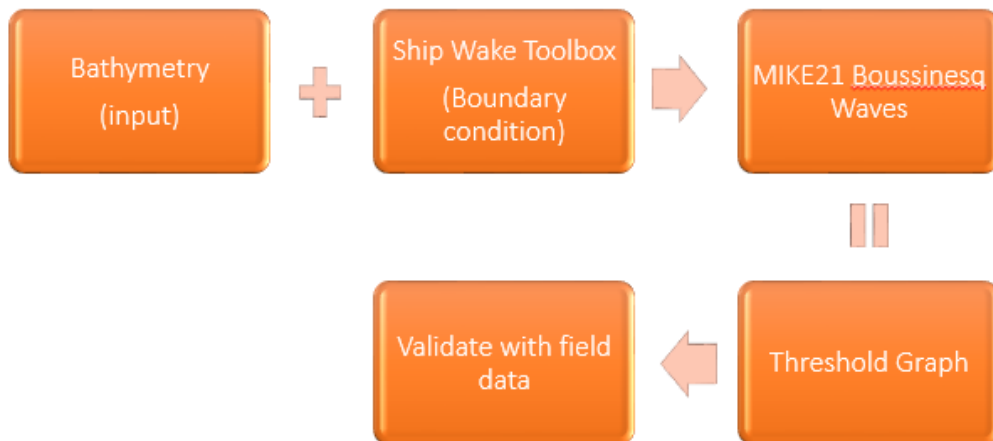 Bathymetry
(input)
Ship Wake Toolbox
(Boundary
condition)
MIKE21 Boussinesq
Waves
Validate with field
data
Threshold Graph